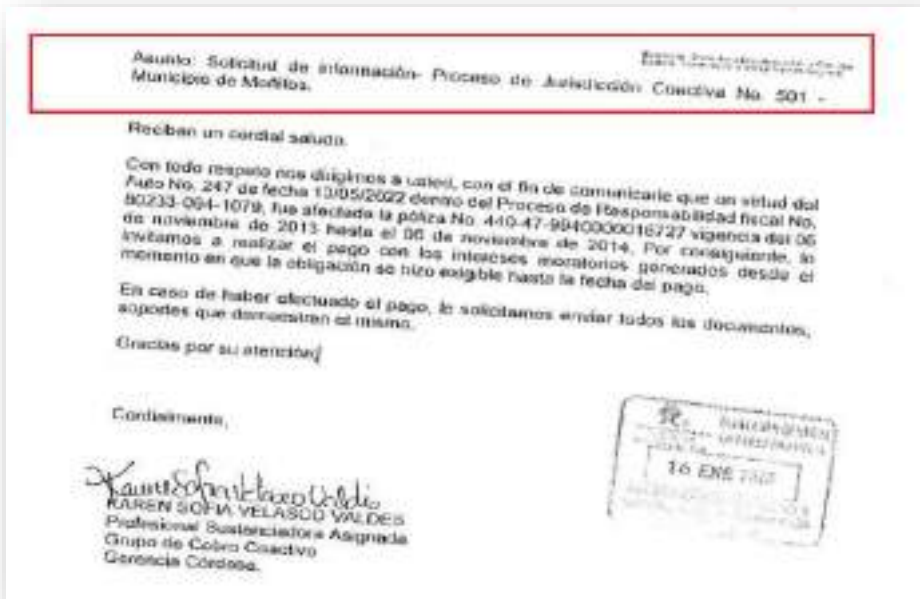 Asunto: Solicitud de información- Proceso de Jurisdicción Coactiva No. 501 -
Municipio de Moñitos.
Reciban un cordial saludo.
Con todo respeto nos dirigimos a usted, con el fin de comunicarle que en virtud del
Auto No. 247 de fecha 13/05/2022 dentro del Proceso de Responsabilidad fiscal No.
80233-094-1079, fue afectada la póliza No. 440-47-9940000016727 vigencia del 06
de noviembre de 2013 hasta el 06 de noviembre de 2014. Por consiguiente, lo
invitamos a realizar el pago con los intereses moratorios generados desde el
momento en que la obligación se hizo exigible hasta la fecha del pago.
En caso de haber efectuado el pago, le solicitamos enviar todos los documentos,
soportes que demuestren el mismo.
Gracias por su atención
Cordialmente,
16 ENE
KAREN SOFIA VELASCO VALDES
Profesional Sustanciadora Asignada
Grupo de Cobro Coactivo
Gerencia Córdoba.